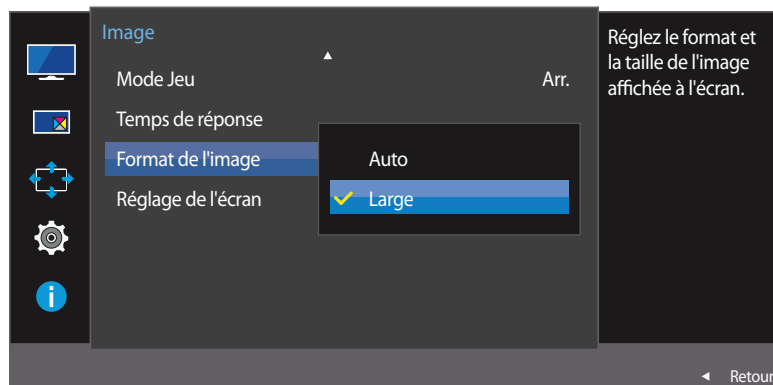 Image
Mode Jeu Arr.
Temps de réponse
Format de l'image
Réglage de l'écran
Auto
Large
Réglez le format et
la taille de l'image
affichée à l'écran.
Retour